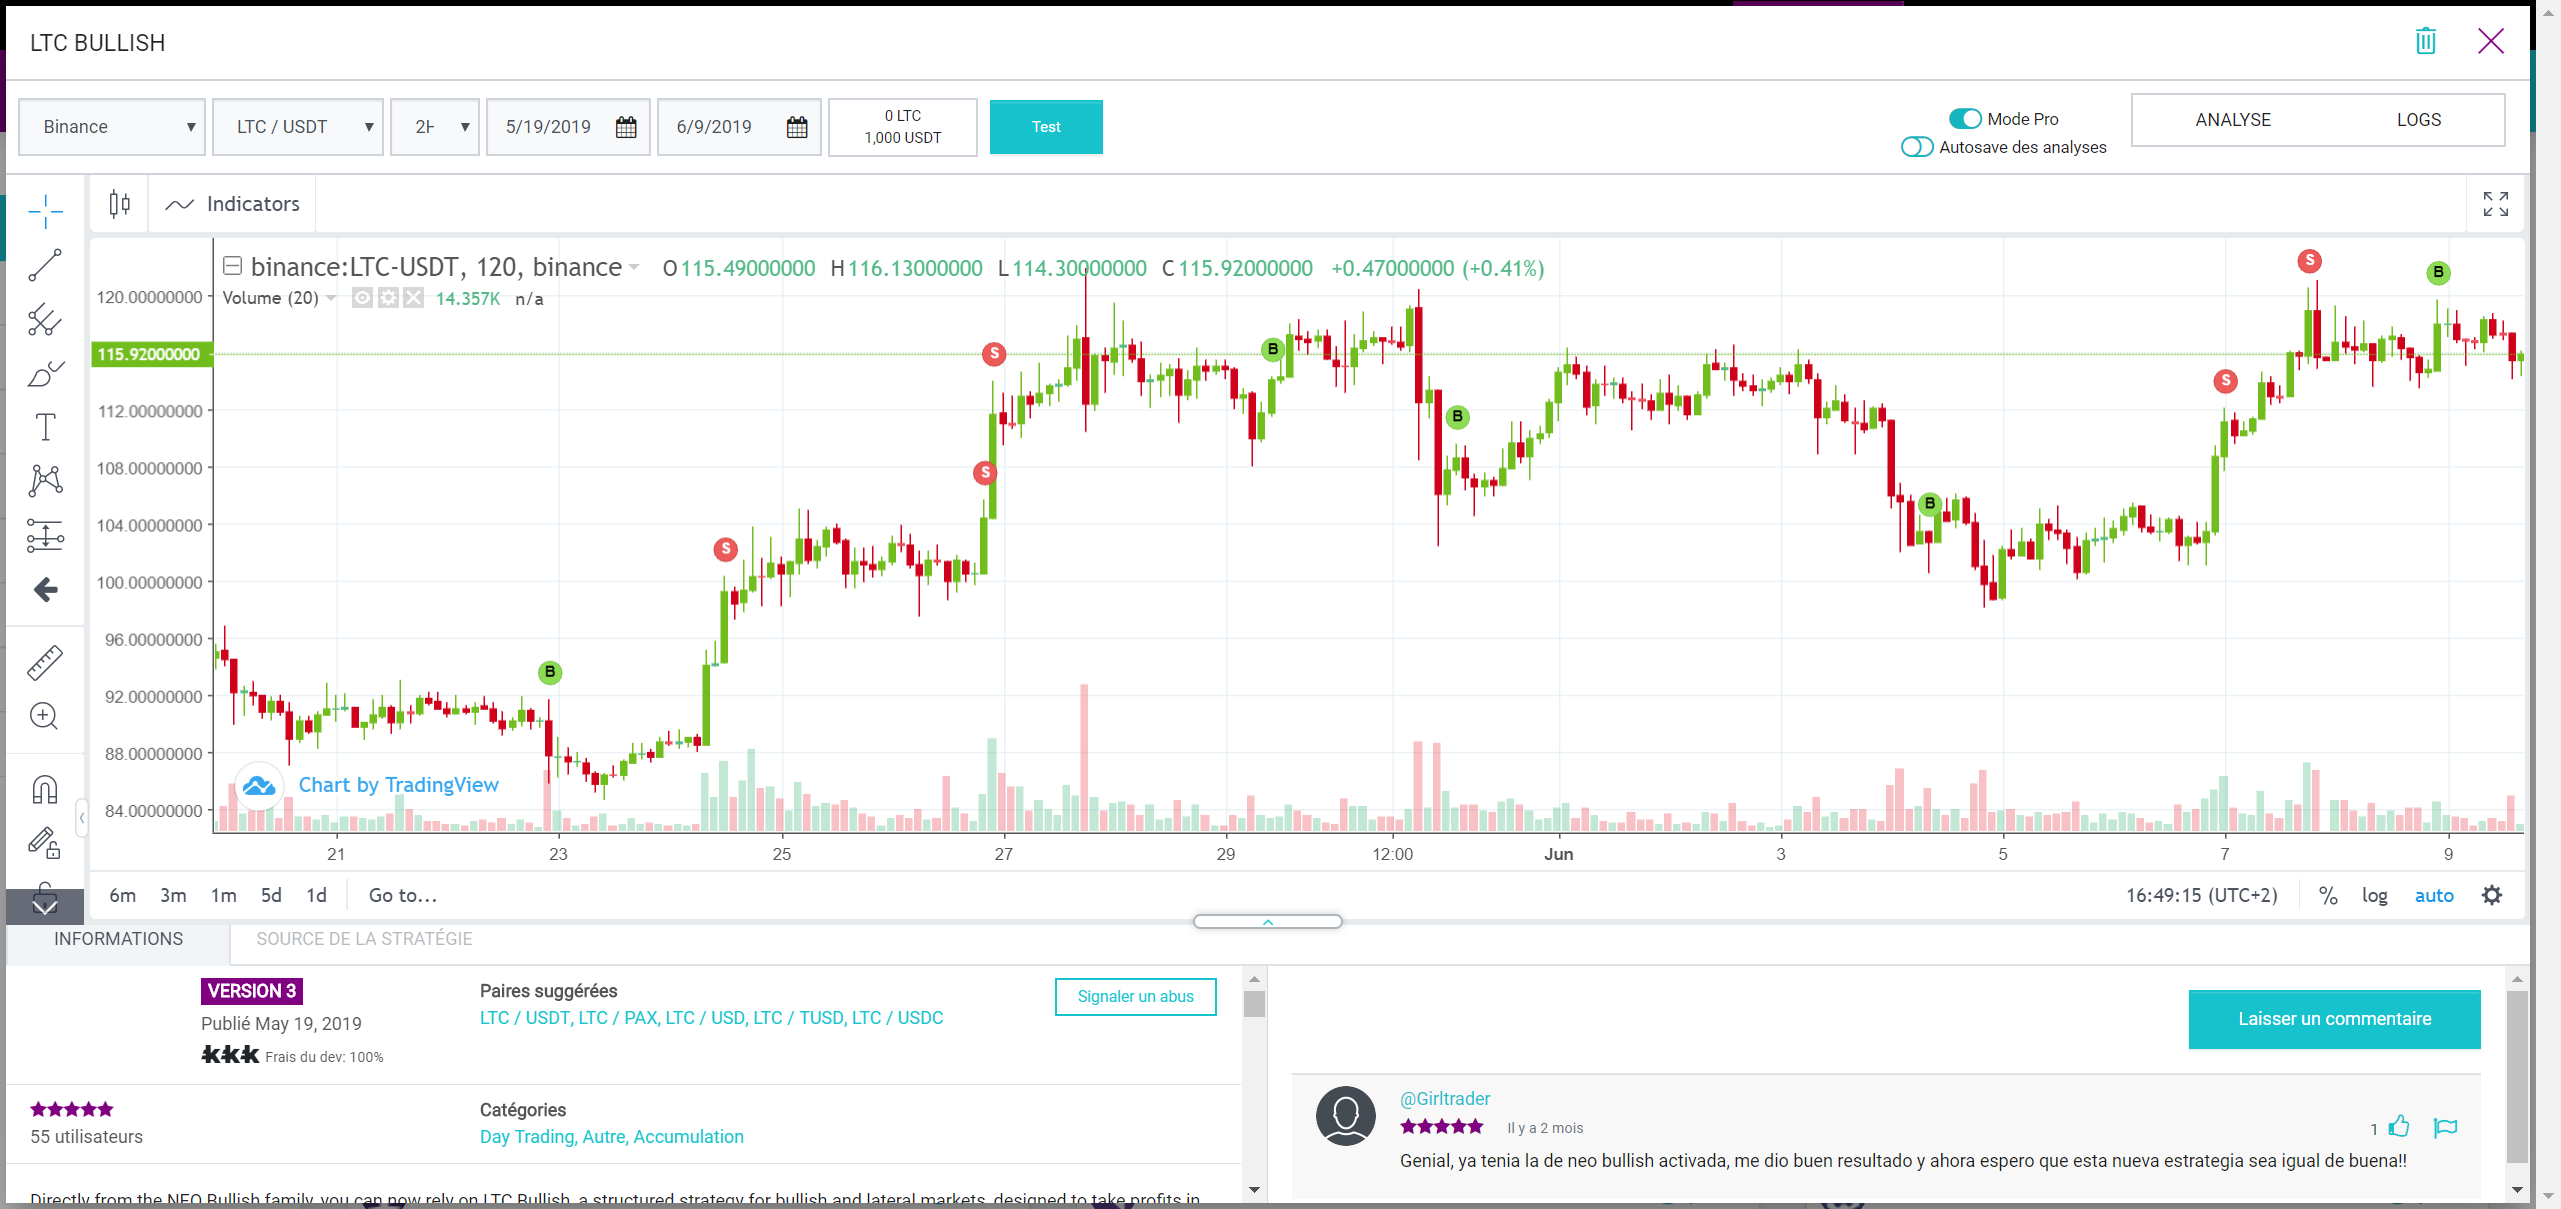 LTC BULLISH
Binance
LTC / USDT
2H
5/19/2019
6/9/2019
0 LTC
1,000 USDT
Test
Mode Pro
Autosave des analyses
ANALYSE
LOGS
Indicators
binance:LTC-USDT, 120, binance O 115.49000000 H 116.13000000 L 114.30000000 C 115.92000000 +0.47000000 (+0.41%)
Volume (20) 14.357K n/a
120.00000000
115.92000000
112.00000000
108.00000000
104.00000000
100.00000000
96.00000000
92.00000000
88.00000000
84.00000000
S
B
S
S
B
B
S
B
S
S
B
Chart by TradingView
21 23 25 27 29 12:00 Jun 3 5 7 9
6m 3m 1m 5d 1d Go to... 16:49:15 (UTC+2) % log auto
INFORMATIONS
SOURCE DE LA STRATÉGIE
VERSION 3
Publié May 19, 2019
Frais du dev: 100%
Paires suggérées
LTC / USDT, LTC / PAX, LTC / USD, LTC / TUSD, LTC / USDC
Signaler un abus
55 utilisateurs
Catégories
Day Trading, Autre, Accumulation
Directly from the NEO Bullish family, you can now rely on LTC Bullish, a structured strategy for bullish and lateral markets, designed to take profits in
Laisser un commentaire
@Girltrader
Il y a 2 mois
1
Genial, ya tenia la de neo bullish activada, me dio buen resultado y ahora espero que esta nueva estrategia sea igual de buena!!